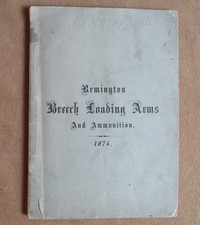 Remington
Breech Loading Arms
And Ammunition.
1874.